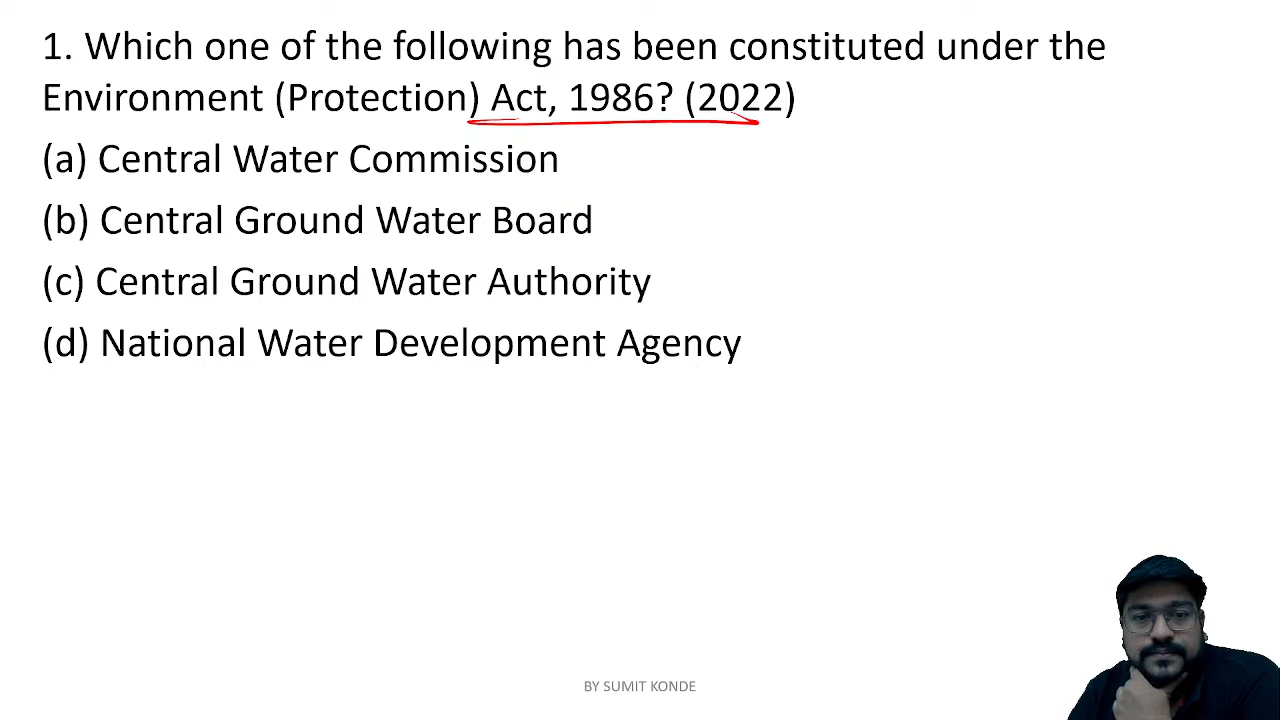 1. Which one of the following has been constituted under the
Environment (Protection) Act, 1986? (2022)
(a) Central Water Commission
(b) Central Ground Water Board
(c) Central Ground Water Authority
(d) National Water Development Agency
BY SUMIT KONDE